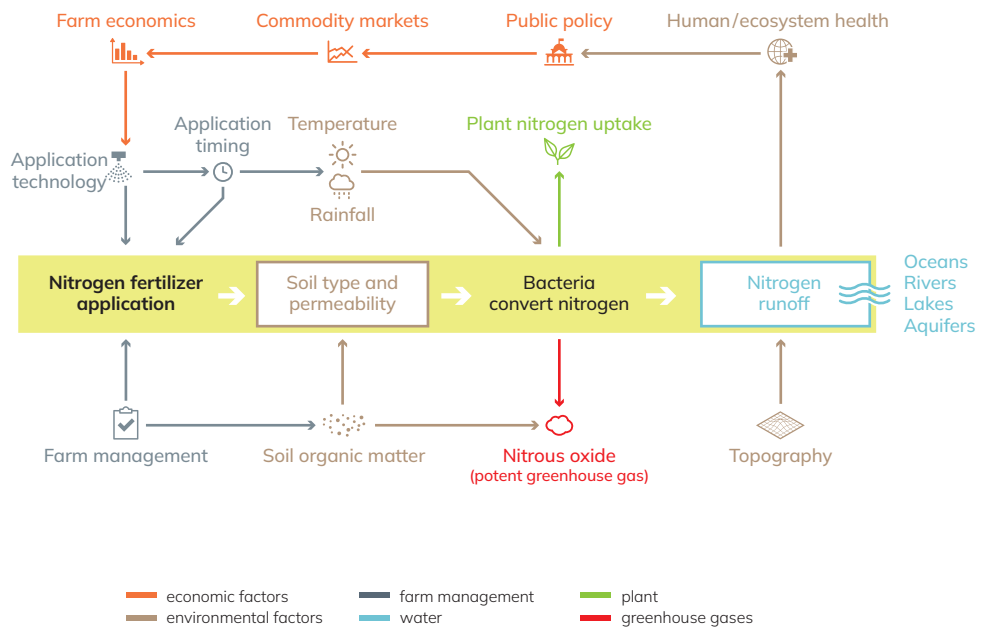 Farm economics
Commodity markets
Public policy
Human/ecosystem health
Application
timing
Temperature
Plant nitrogen uptake
Application
technology
Rainfall
Nitrogen fertilizer
application
Soil type and
permeability
Bacteria
convert nitrogen
Nitrogen
runoff
Oceans
Rivers
Lakes
Aquifers
Farm management
Soil organic matter
Nitrous oxide
(potent greenhouse gas)
Topography
economic factors
farm management
plant
environmental factors
water
greenhouse gases